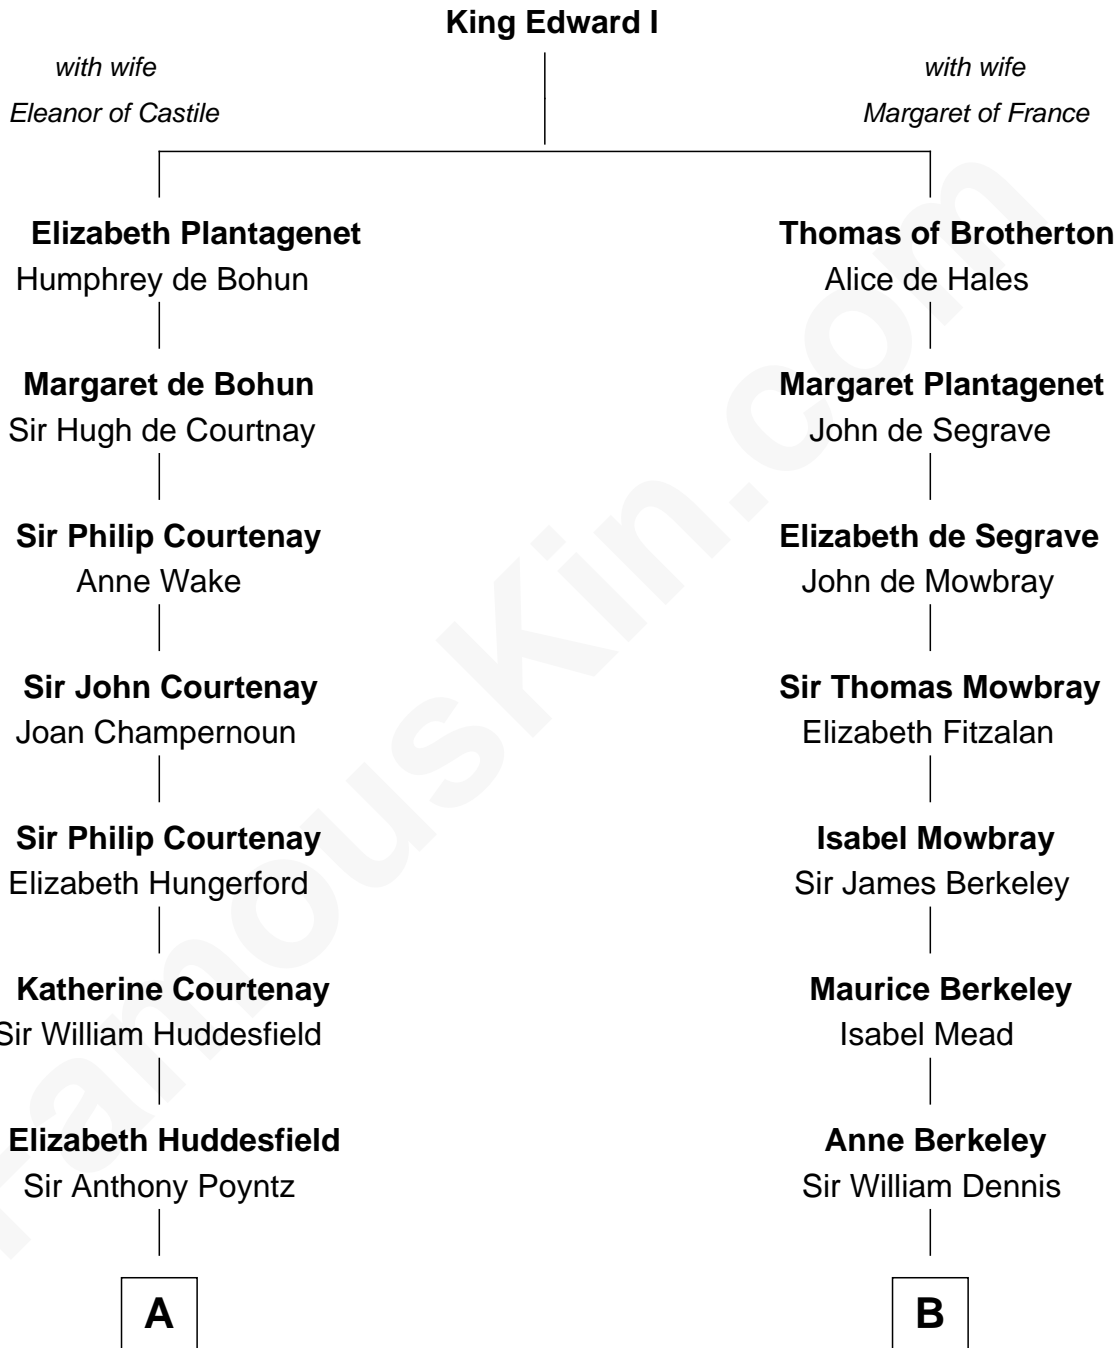 King Edward I
with wife
Eleanor of Castile
with wife
Margaret of France
Elizabeth Plantagenet
Humphrey de Bohun
Thomas of Brotherton
Alice de Hales
Margaret de Bohun
Sir Hugh de Courtnay
Margaret Plantagenet
John de Segrave
Sir Philip Courtenay
Anne Wake
Elizabeth de Segrave
John de Mowbray
Sir John Courtenay
Joan Champernoun
Sir Thomas Mowbray
Elizabeth Fitzalan
Sir Philip Courtenay
Elizabeth Hungerford
Isabel Mowbray
Sir James Berkeley
Katherine Courtenay
Sir William Huddesfield
Maurice Berkeley
Isabel Mead
Elizabeth Huddesfield
Sir Anthony Poyntz
Anne Berkeley
Sir William Dennis
A
B
FamousKin.com